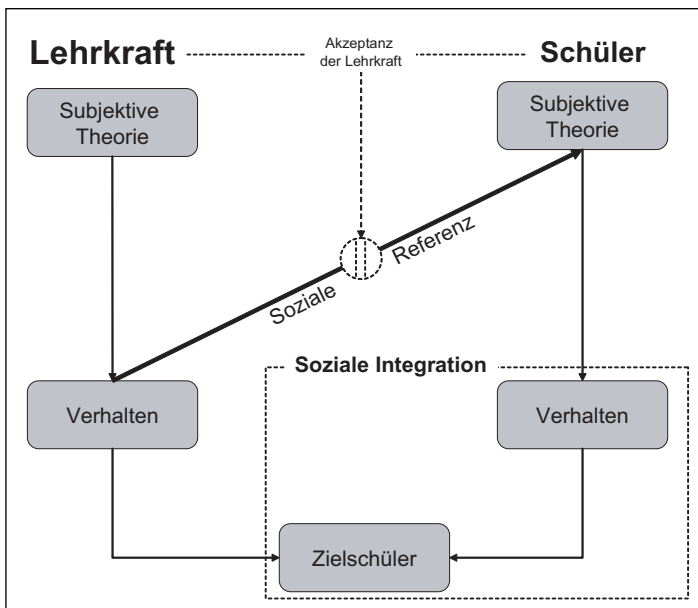 Lehrkraft
Akzeptanz
der Lehrkraft
Schüler
Subjektive
Theorie
Subjektive
Theorie
Soziale
Referenz
Soziale Integration
Verhalten
Verhalten
Zielschüler